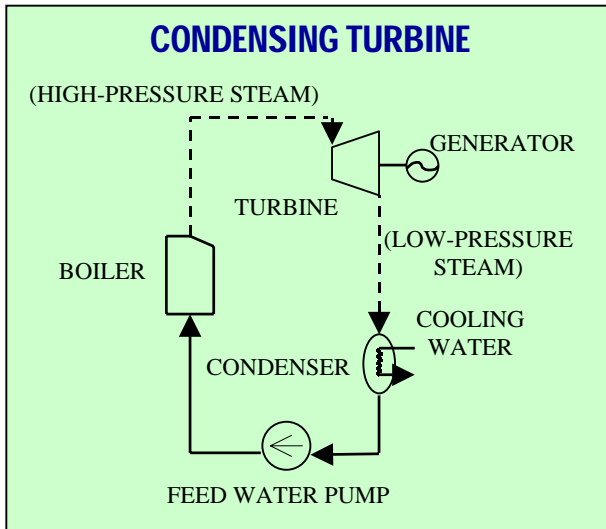 CONDENSING TURBINE
(HIGH-PRESSURE STEAM)
GENERATOR
TURBINE
(LOW-PRESSURE
STEAM)
BOILER
COOLING
WATER
CONDENSER
FEED WATER PUMP